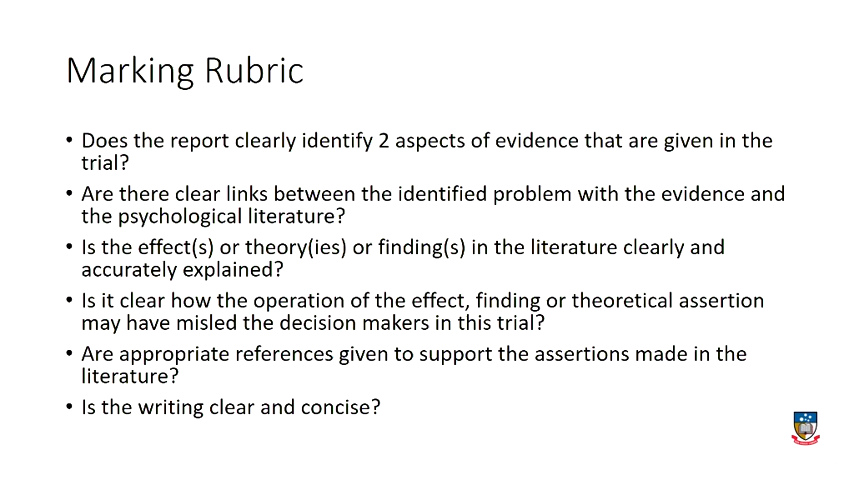 Marking Rubric
• Does the report clearly identify 2 aspects of evidence that are given in the
trial?
• Are there clear links between the identified problem with the evidence and
the psychological literature?
• Is the effect(s) or theory(ies) or finding(s) in the literature clearly and
accurately explained?
• Is it clear how the operation of the effect, finding or theoretical assertion
may have misled the decision makers in this trial?
• Are appropriate references given to support the assertions made in the
literature?
• Is the writing clear and concise?